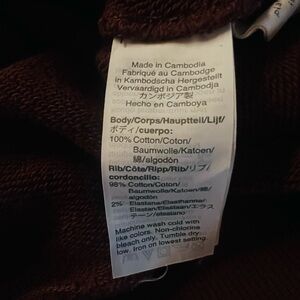 Made in Cambodia
Fabriqué au Cambodge
in Kambodscha Hergestellt
Vervaardigd in Cambodja
カンボジア製
Hecho en Camboya
Body/Corps/Hauptteil/Lijf/
ボディ/cuerpo:
100% Cotton/Coton/
Baumwolle/Katoen/
綿/algodón
Rib/Côte/Ripp/Rib/リブ/
cordoncillo:
98% Cotton/Coton/
Baumwolle/Katoen/綿/
algodón
2% Elastane/Elasthanne/
Elastan/Elastaan/エラス
テーン/elastano
Machine wash cold with
like colors. Non-chlorine
bleach only. Tumble dry
low. Iron on lowest setting